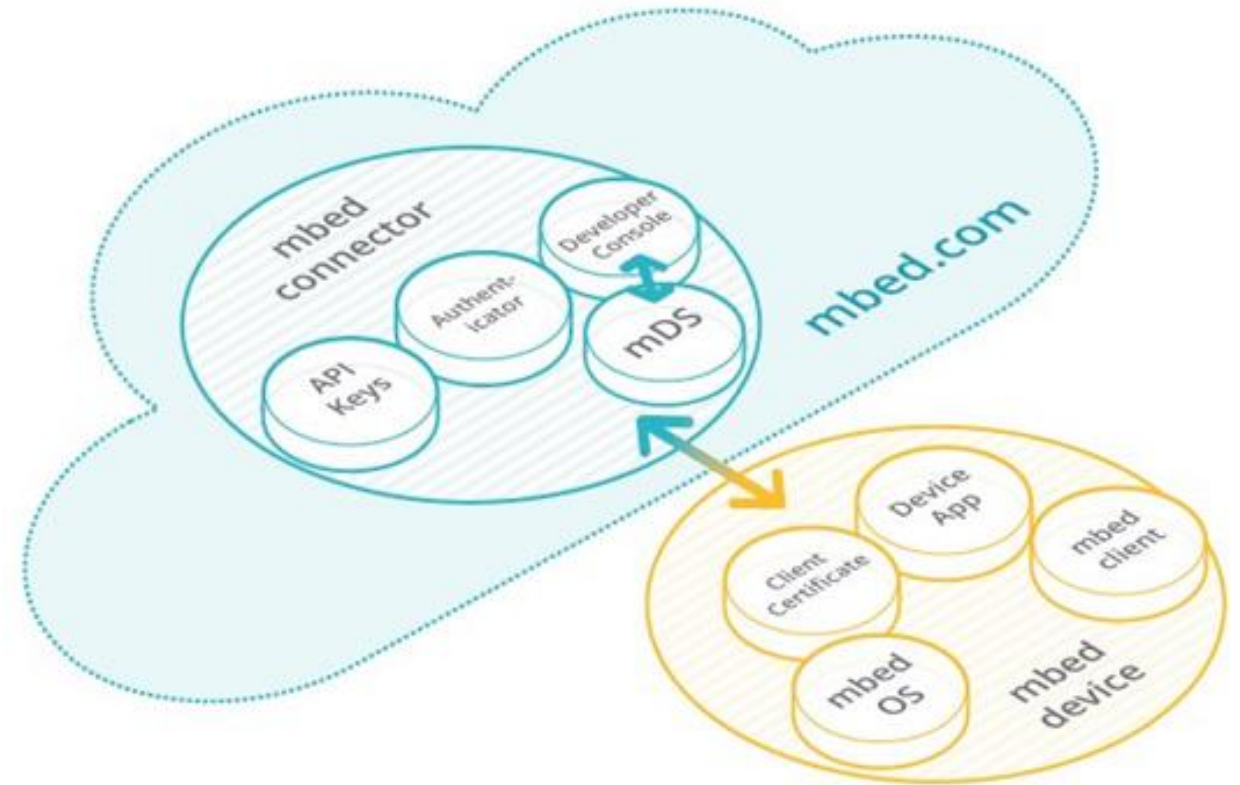 mbed
connector
Developer
Console
Authent-
icator
mDS
API
Keys
mbed.com
Device
App
mbed
client
Client
Certificate
mbed
OS
mbed
device